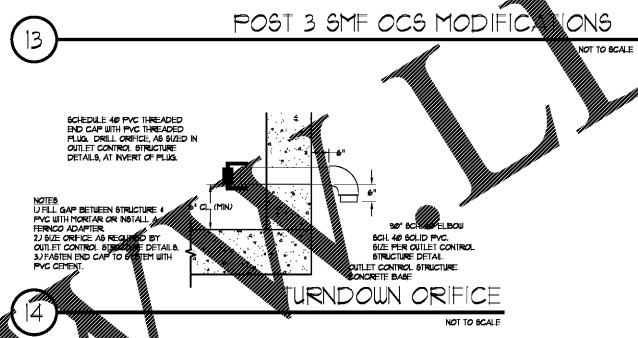 13
POST 3 SMF OCS MODIFICATIONS
NOT TO SCALE
SCHEDULE 40 PVC THREADED
END CAP WITH PVC THREADED
PLUG. DRILL ORIFICE, AS SIZED IN
OUTLET CONTROL STRUCTURE
DETAILS, AT INVERT OF PLUG.
6"
6"
6" CL. (MIN)
NOTES
1.) FILL GAP BETWEEN STRUCTURE &
PVC WITH MORTAR OR INSTALL A
FERNCO ADAPTER.
2.) SIZE ORIFICE AS REQUIRED BY
OUTLET CONTROL STRUCTURE DETAILS.
3.) FASTEN END CAP TO SYSTEM WITH
PVC CEMENT.
90° SCH 40 ELBOW
SCH. 40 SOLID PVC.
SIZE PER OUTLET CONTROL
STRUCTURE DETAIL.
OUTLET CONTROL STRUCTURE
CONCRETE BASE
14
TURNDOWN ORIFICE
NOT TO SCALE
WW.LI